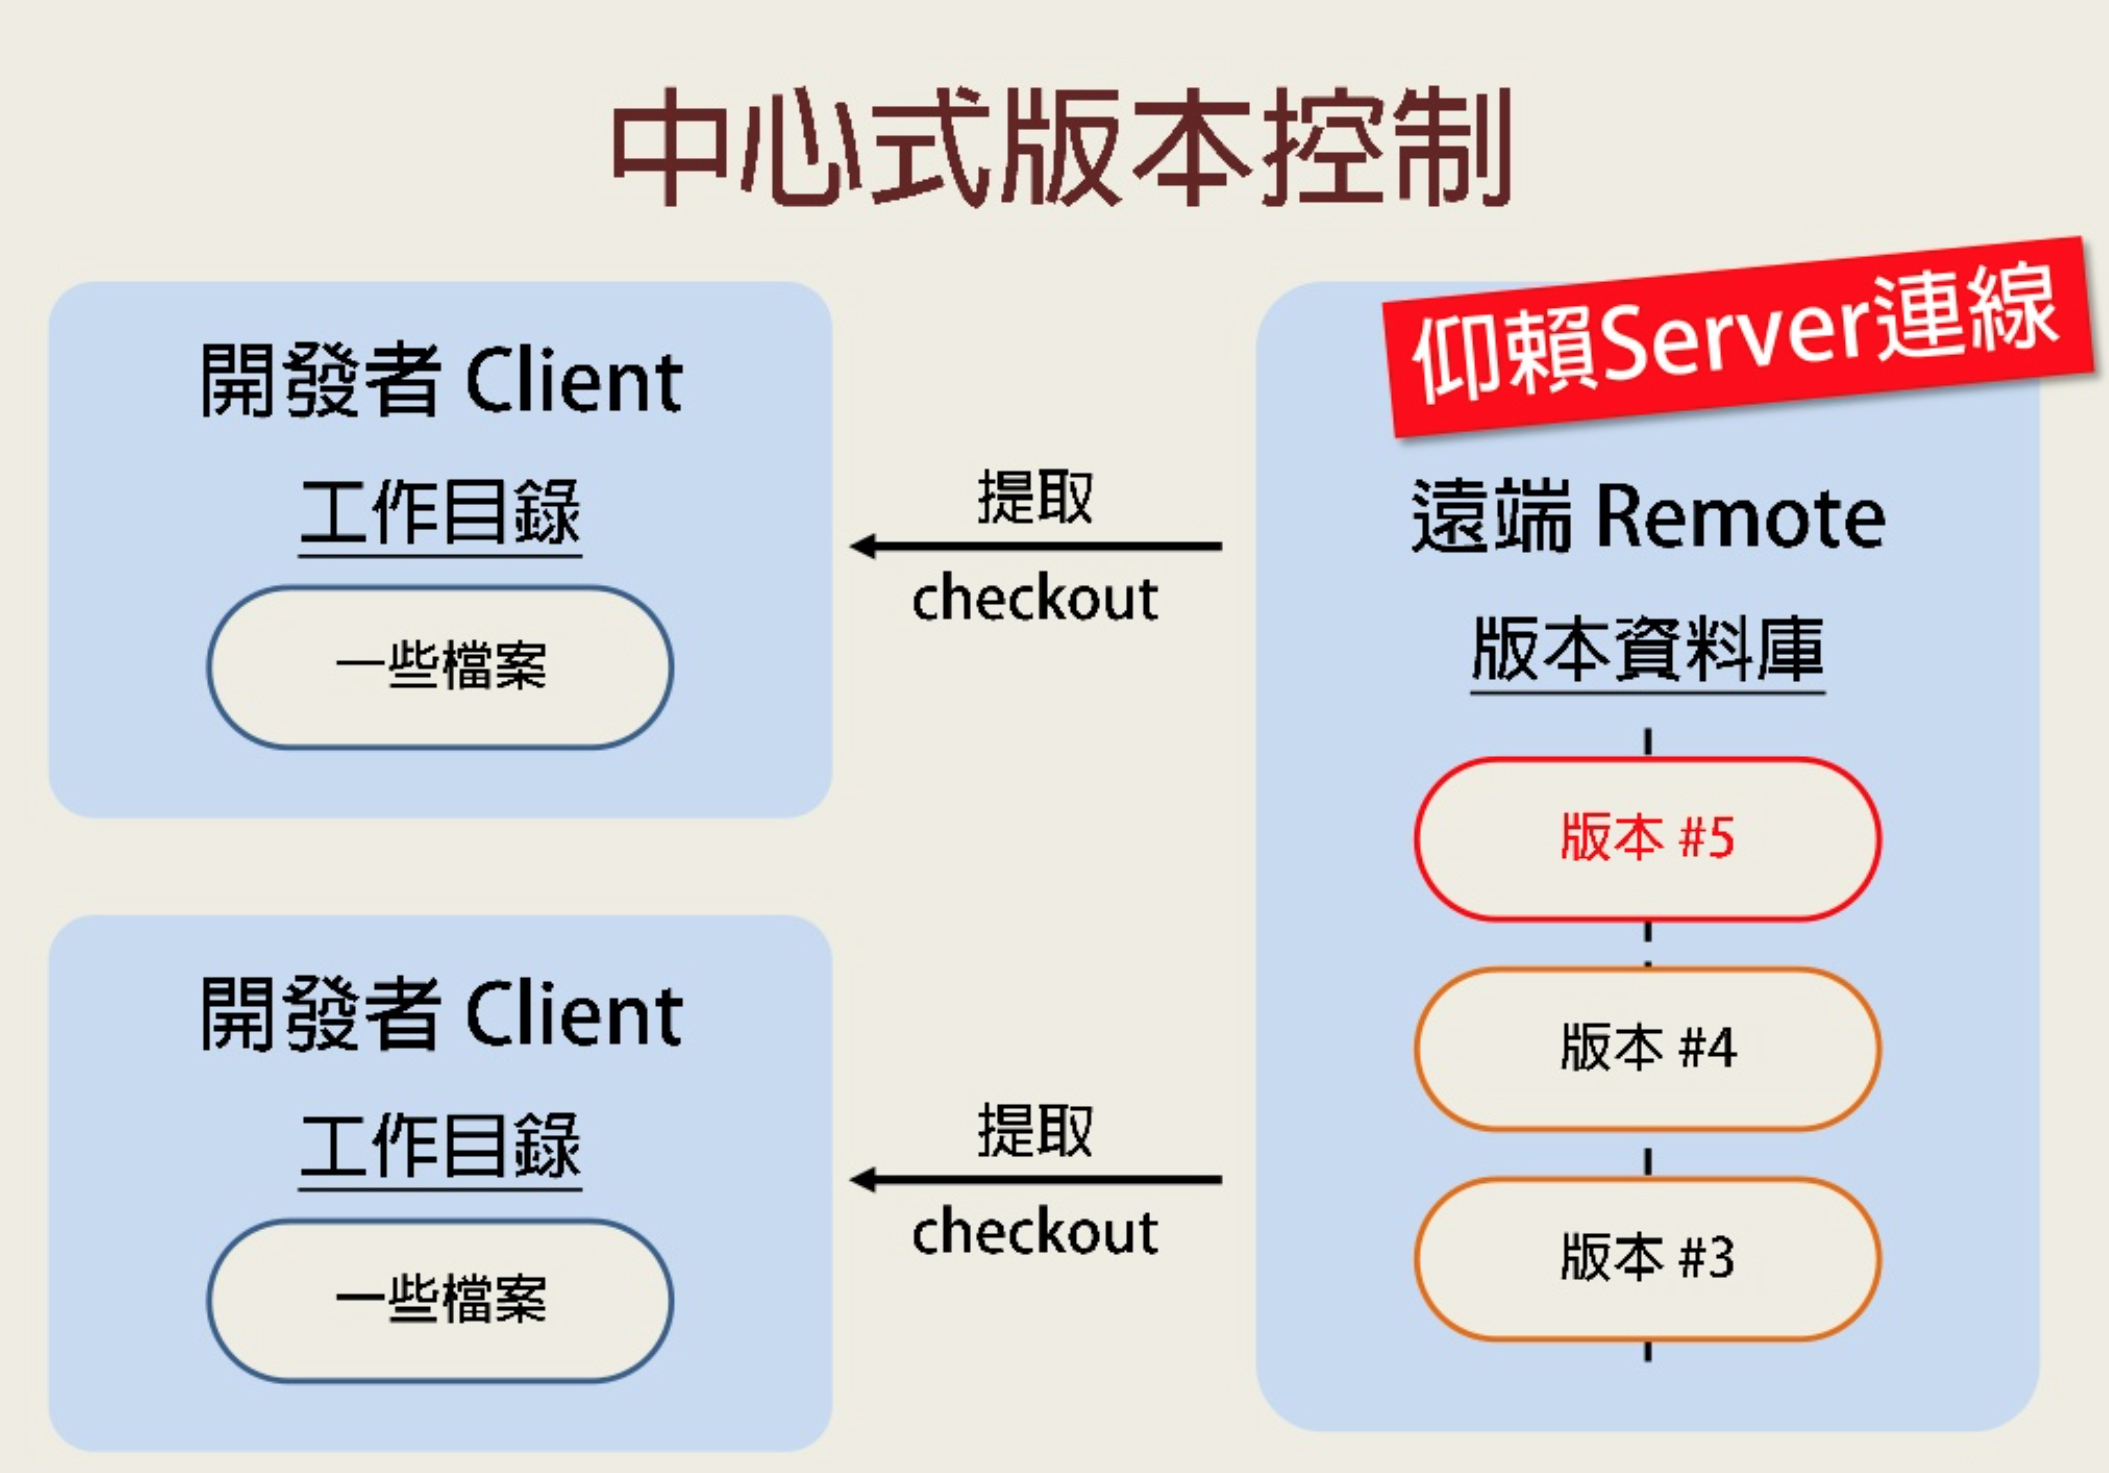 中心式版本控制
開發者 Client
工作目錄
一些檔案
提取
checkout
開發者 Client
工作目錄
一些檔案
提取
checkout
仰賴Server連線
遠端 Remote
版本資料庫
版本 #5
版本 #4
版本 #3